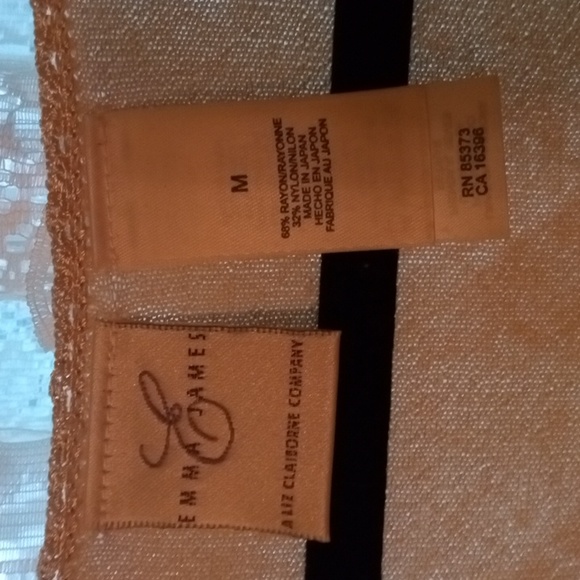 M
68% RAYON/RAYONNE
32% NYLON/NILON
MADE IN JAPAN
HECHO EN JAPON
FABRIQUE AU JAPON
RN 85373
CA 16396
E
EMMA JAMES
A LIZ CLAIBORNE COMPANY